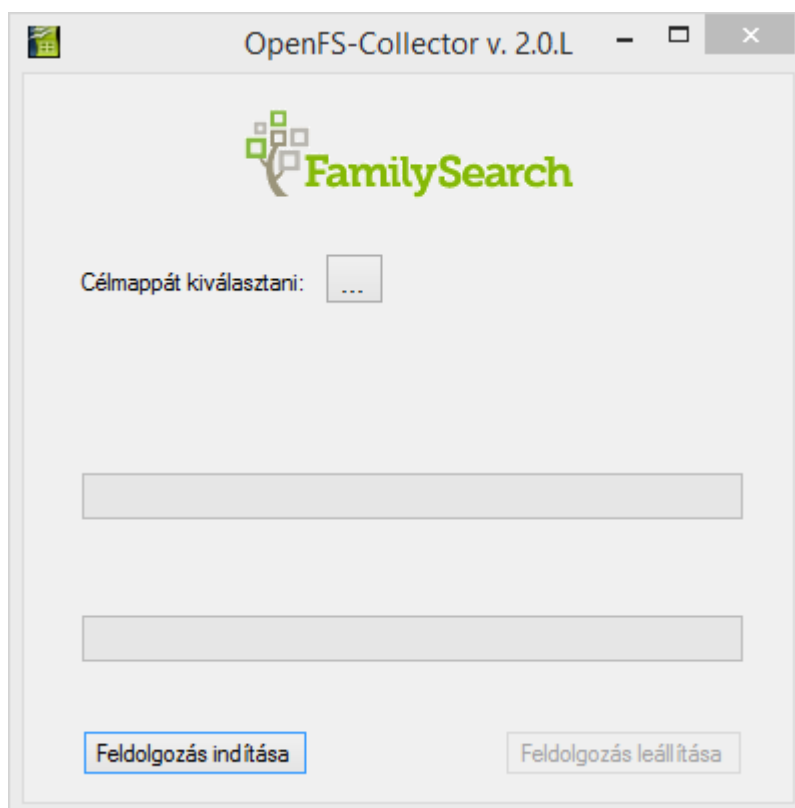 OpenFS-Collector v. 2.0.L
FamilySearch
Célmappát kiválasztani:
...
Feldolgozás indítása
Feldolgozás leállítása